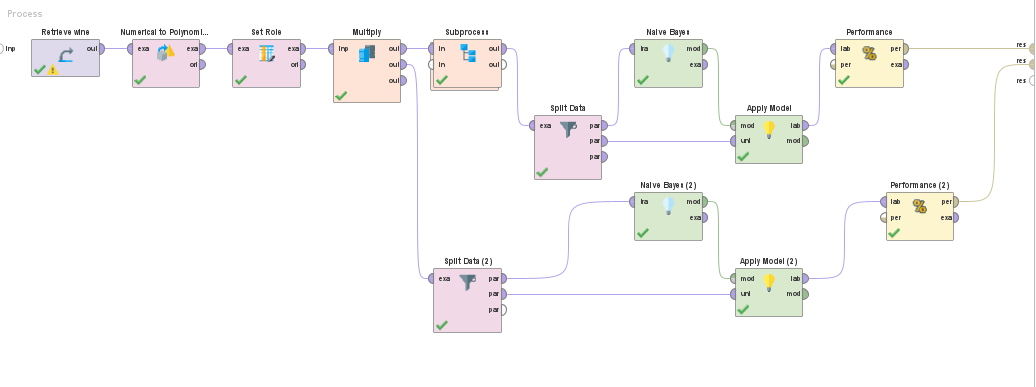 Process
inp
Retrieve wine
out
Numerical to Polynomi...
exa
exa
ori
Set Role
exa
exa
ori
Multiply
inp
out
out
out
Subprocess
in
out
in
out
Split Data
exa
par
par
par
Naive Bayes
tra
mod
exa
Apply Model
mod
lab
unl
mod
Performance
lab
per
per
exa
res
res
res
Split Data (2)
exa
par
par
par
Naive Bayes (2)
tra
mod
exa
Apply Model (2)
mod
lab
unl
mod
Performance (2)
%
lab
per
per
exa